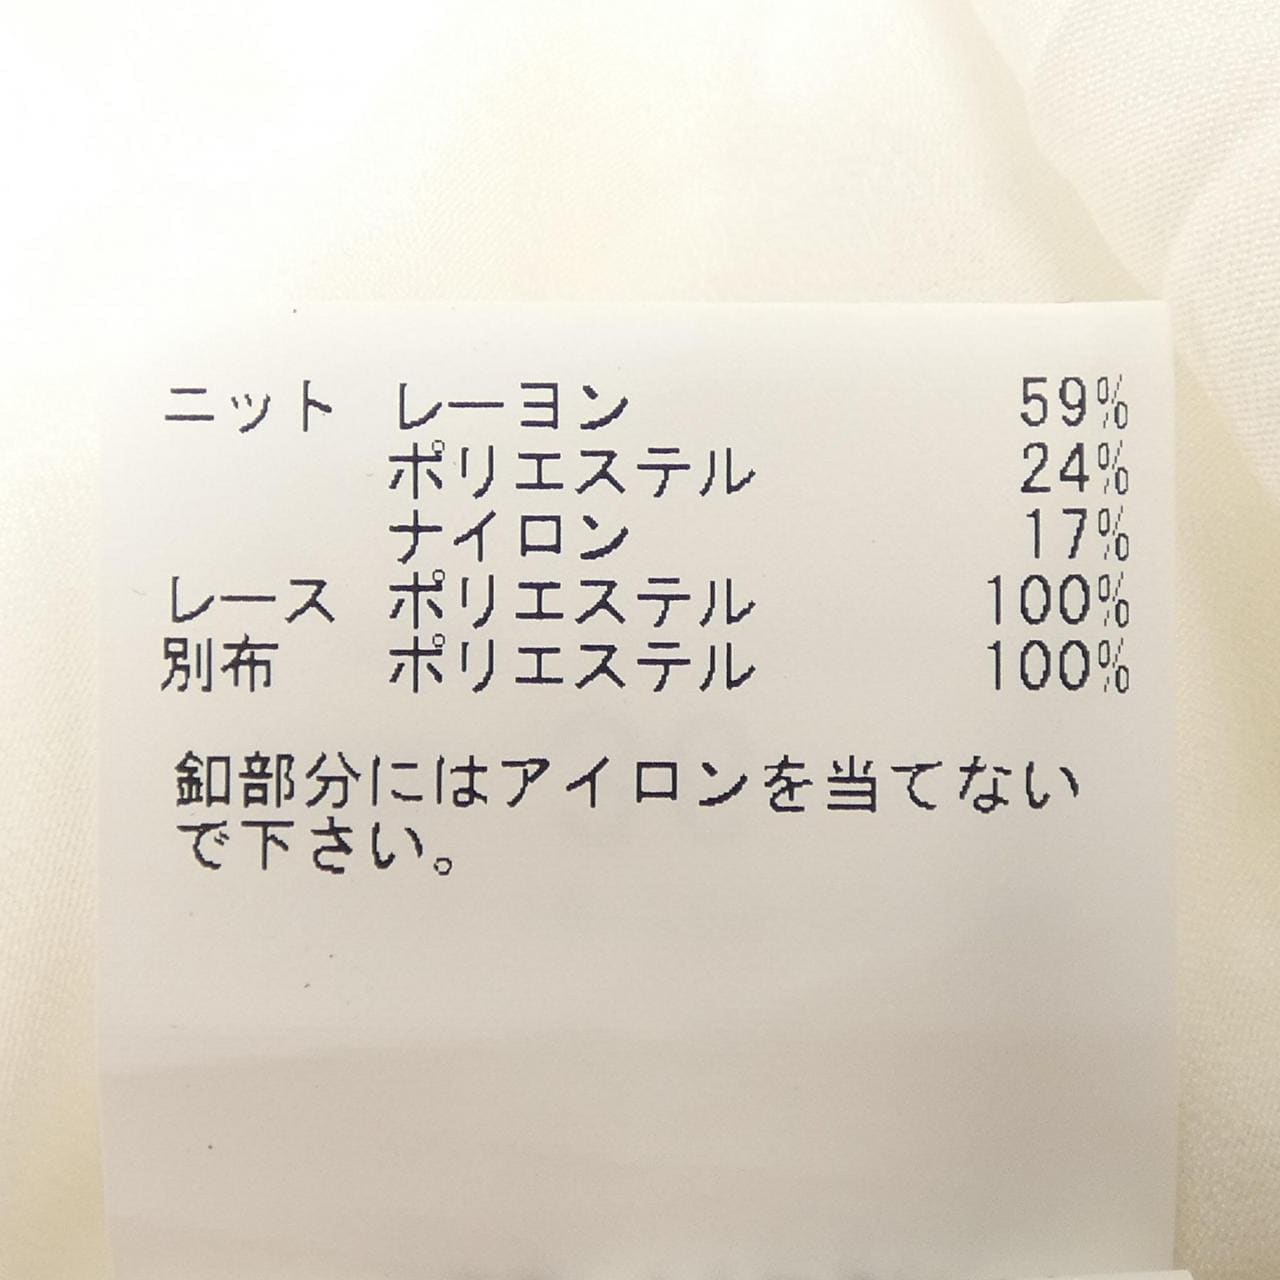 ニット レーヨン 59%
ポリエステル 24%
ナイロン 17%
レース ポリエステル 100%
別布 ポリエステル 100%
釦部分にはアイロンを当てない
で下さい。